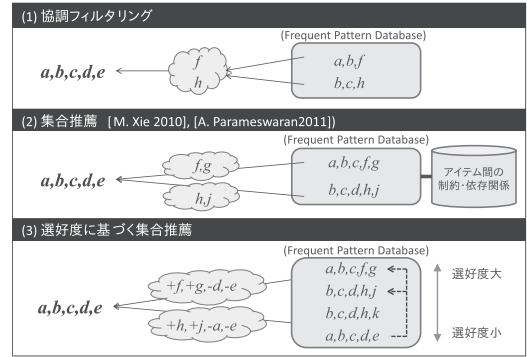 (1) 協調フィルタリング
(Frequent Pattern Database)
a,b,c,d,e
f
h
a,b,f
b,c,h
(2) 集合推薦 [M. Xie 2010], [A. Parameswaran2011])
(Frequent Pattern Database)
a,b,c,d,e
f,g
h,j
a,b,c,f,g
b,c,d,h,j
アイテム間の
制約・依存関係
(3) 選好度に基づく集合推薦
(Frequent Pattern Database)
a,b,c,d,e
+f,+g,-d,-e
+h,+j,-a,-e
a,b,c,f,g
b,c,d,h,j
b,c,d,h,k
a,b,c,d,e
選好度大
選好度小